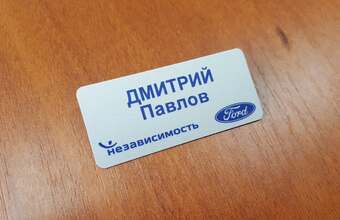 ДМИТРИЙ
Павлов
Ford
независимость